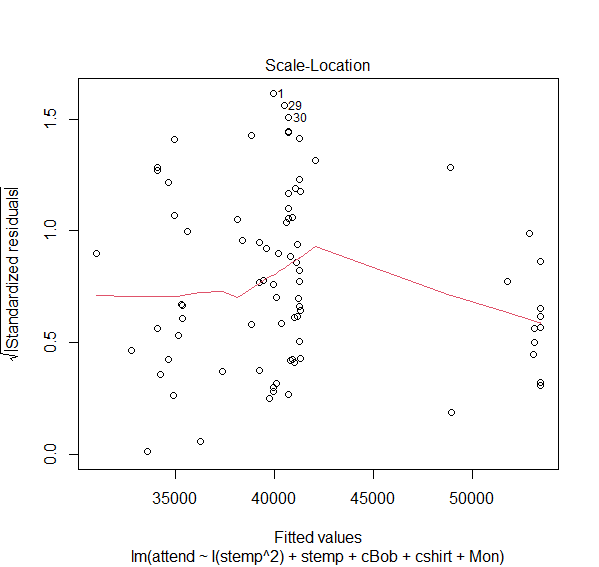 Scale-Location
√|Standardized residuals|
1.5
1.0
0.5
0.0
1
29
30
35000 40000 45000 50000
Fitted values
lm(attend ~ I(stemp^2) + stemp + cBob + cshirt + Mon)